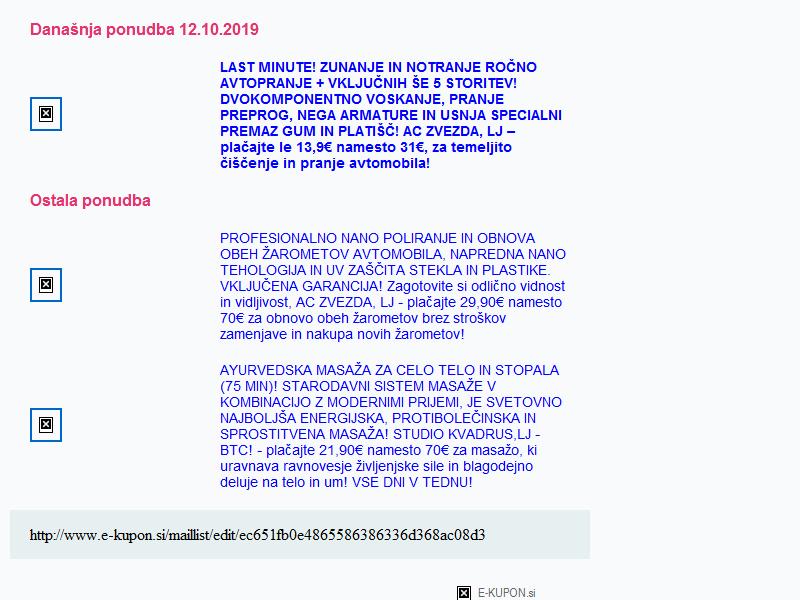 Današnja ponudba 12.10.2019
LAST MINUTE! ZUNANJE IN NOTRANJE ROČNO
AVTOPRANJE + VKLJUČNIH ŠE 5 STORITEV!
DVOKOMPONENTNO VOSKANJE, PRANJE
PREPROG, NEGA ARMATURE IN USNJA SPECIALNI
PREMAZ GUM IN PLATIŠČ! AC ZVEZDA, LJ –
plačajte le 13,9€ namesto 31€, za temeljito
čiščenje in pranje avtomobila!
Ostala ponudba
PROFESIONALNO NANO POLIRANJE IN OBNOVA
OBEH ŽAROMETOV AVTOMOBILA, NAPREDNA NANO
TEHOLOGIJA IN UV ZAŠČITA STEKLA IN PLASTIKE.
VKLJUČENA GARANCIJA! Zagotovite si odlično vidnost
in vidljivost, AC ZVEZDA, LJ - plačajte 29,90€ namesto
70€ za obnovo obeh žarometov brez stroškov
zamenjave in nakupa novih žarometov!
AYURVEDSKA MASAŽA ZA CELO TELO IN STOPALA
(75 MIN)! STARODAVNI SISTEM MASAŽE V
KOMBINACIJO Z MODERNIMI PRIJEMI, JE SVETOVNO
NAJBOLJŠA ENERGIJSKA, PROTIBOLEČINSKA IN
SPROSTITVENA MASAŽA! STUDIO KVADRUS,LJ -
BTC! - plačajte 21,90€ namesto 70€ za masažo, ki
uravnava ravnovesje življenjske sile in blagodejno
deluje na telo in um! VSE DNI V TEDNU!
http://www.e-kupon.si/maillist/edit/ec651fb0e4865586386336d368ac08d3
E-KUPON.si